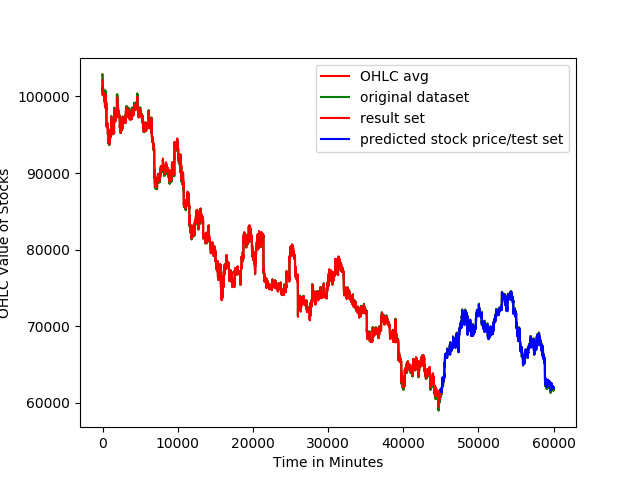 OHLC avg
original dataset
result set
predicted stock price/test set
100000
90000
80000
70000
60000
OHLC Value of Stocks
0 10000 20000 30000 40000 50000 60000
Time in Minutes